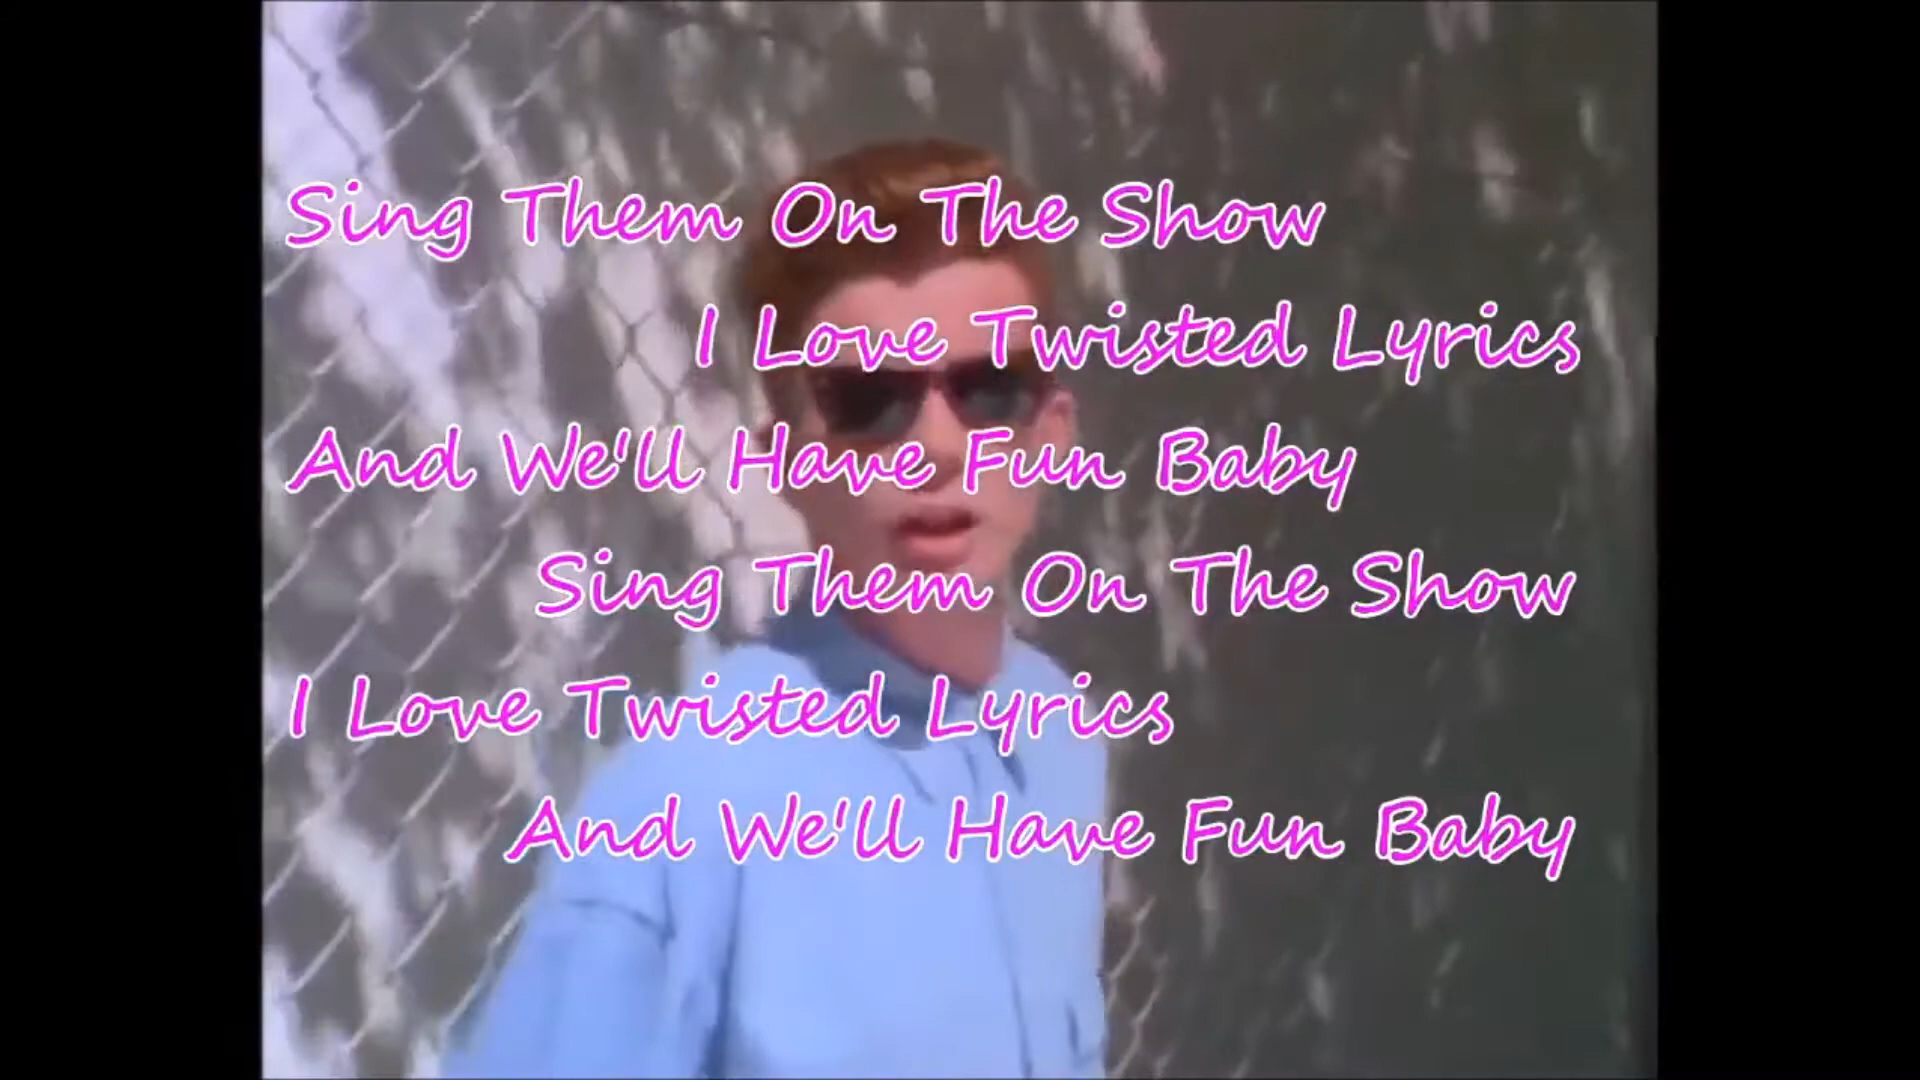 Sing Them On The Show
I Love Twisted Lyrics
And We'll Have Fun Baby
Sing Them On The Show
I Love Twisted Lyrics
And We'll Have Fun Baby